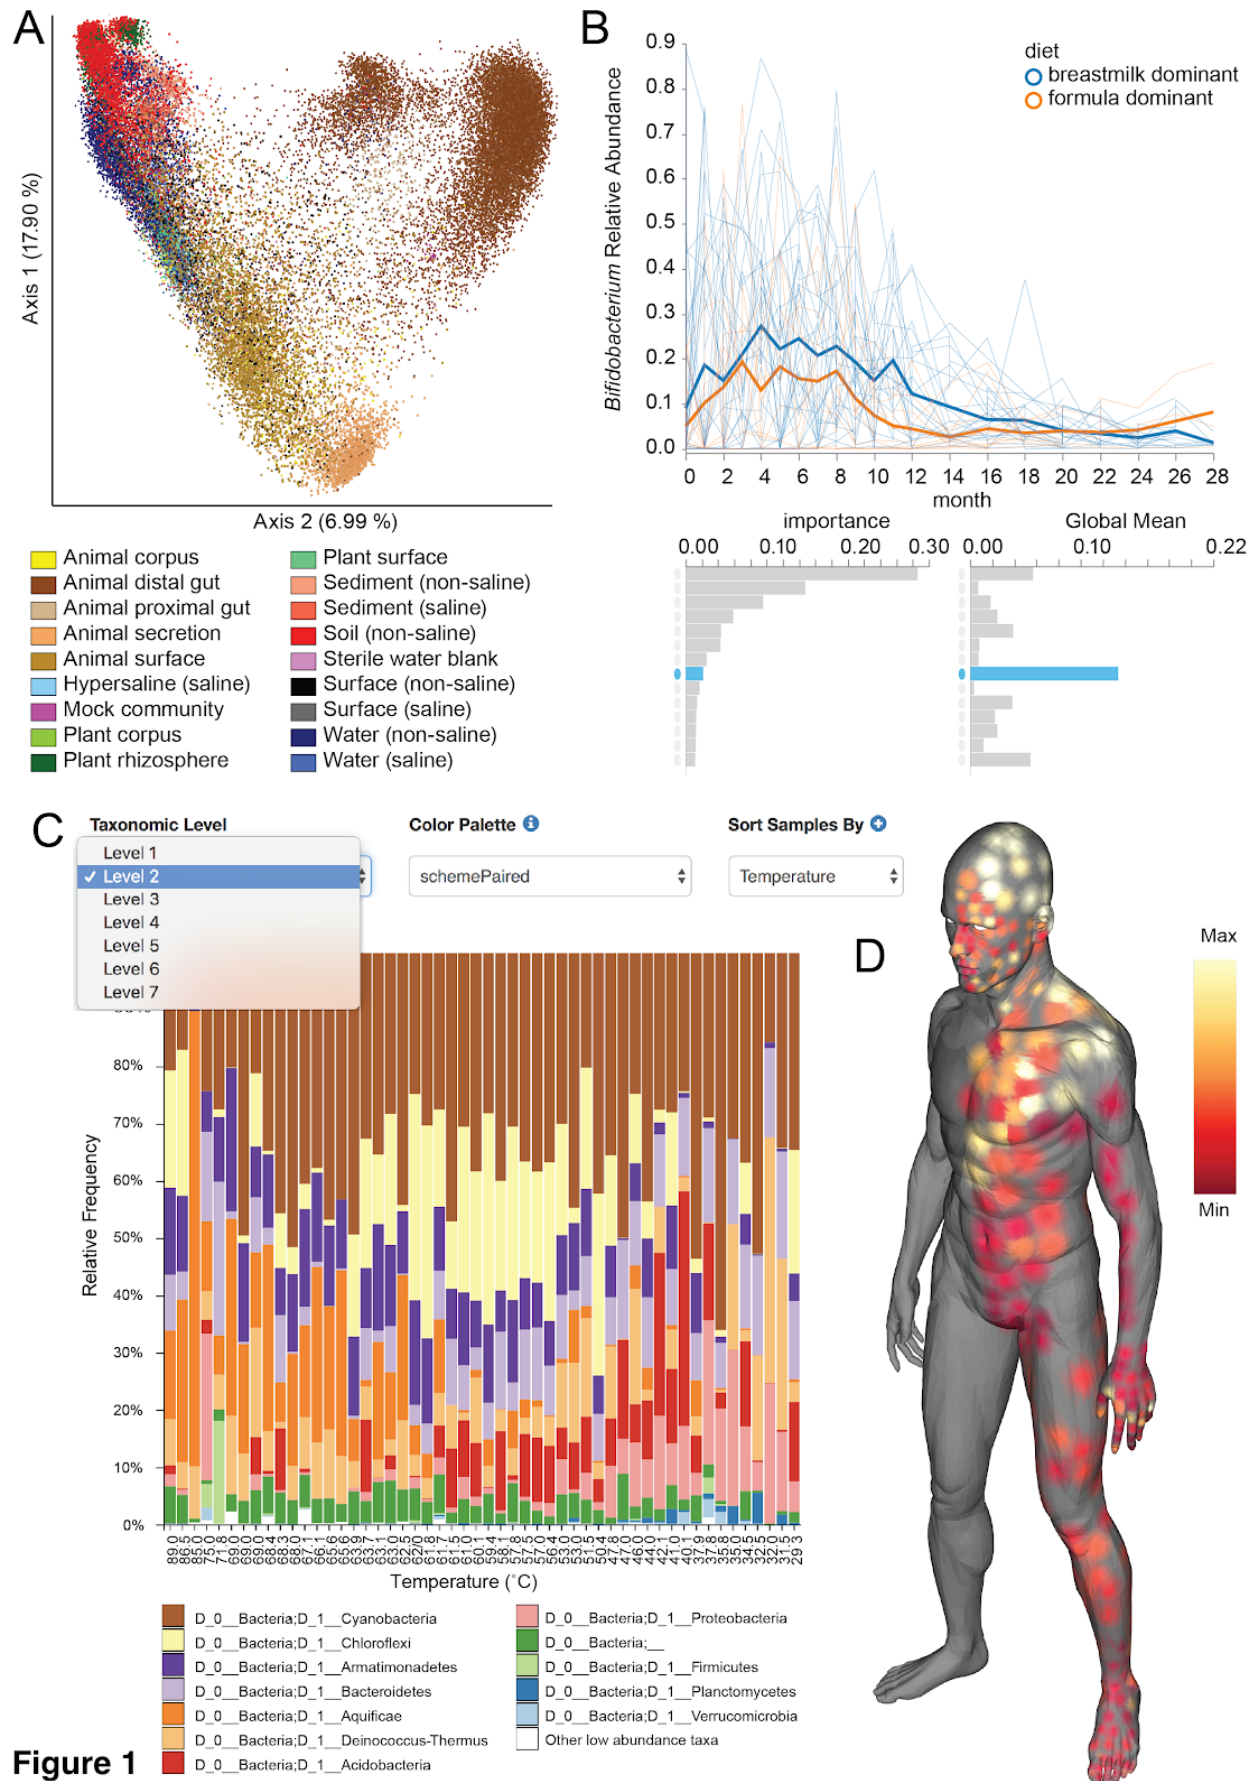 A
Axis 1 (17.90 %)
Axis 2 (6.99 %)
Animal corpus
Animal distal gut
Animal proximal gut
Animal secretion
Animal surface
Hypersaline (saline)
Mock community
Plant corpus
Plant rhizosphere
Plant surface
Sediment (non-saline)
Sediment (saline)
Soil (non-saline)
Sterile water blank
Surface (non-saline)
Surface (saline)
Water (non-saline)
Water (saline)
B
diet
breastmilk dominant
formula dominant
Bifidobacterium Relative Abundance
0.9
0.8
0.7
0.6
0.5
0.4
0.3
0.2
0.1
0.0
0 2 4 6 8 10 12 14 16 18 20 22 24 26 28
month
importance
0.00 0.10 0.20 0.30
Global Mean
0.00 0.10 0.22
C
Taxonomic Level
Level 1
✓ Level 2
Level 3
Level 4
Level 5
Level 6
Level 7
Color Palette
schemePaired
Sort Samples By
Temperature
Relative Frequency
80%
70%
60%
50%
40%
30%
20%
10%
0%
Temperature (°C)
D_0__Bacteria;D_1__Cyanobacteria
D_0__Bacteria;D_1__Chloroflexi
D_0__Bacteria;D_1__Armatimonadetes
D_0__Bacteria;D_1__Bacteroidetes
D_0__Bacteria;D_1__Aquificae
D_0__Bacteria;D_1__Deinococcus-Thermus
D_0__Bacteria;D_1__Acidobacteria
D_0__Bacteria;D_1__Proteobacteria
D_0__Bacteria;__
D_0__Bacteria;D_1__Firmicutes
D_0__Bacteria;D_1__Planctomycetes
D_0__Bacteria;D_1__Verrucomicrobia
Other low abundance taxa
D
Max
Min
Figure 1